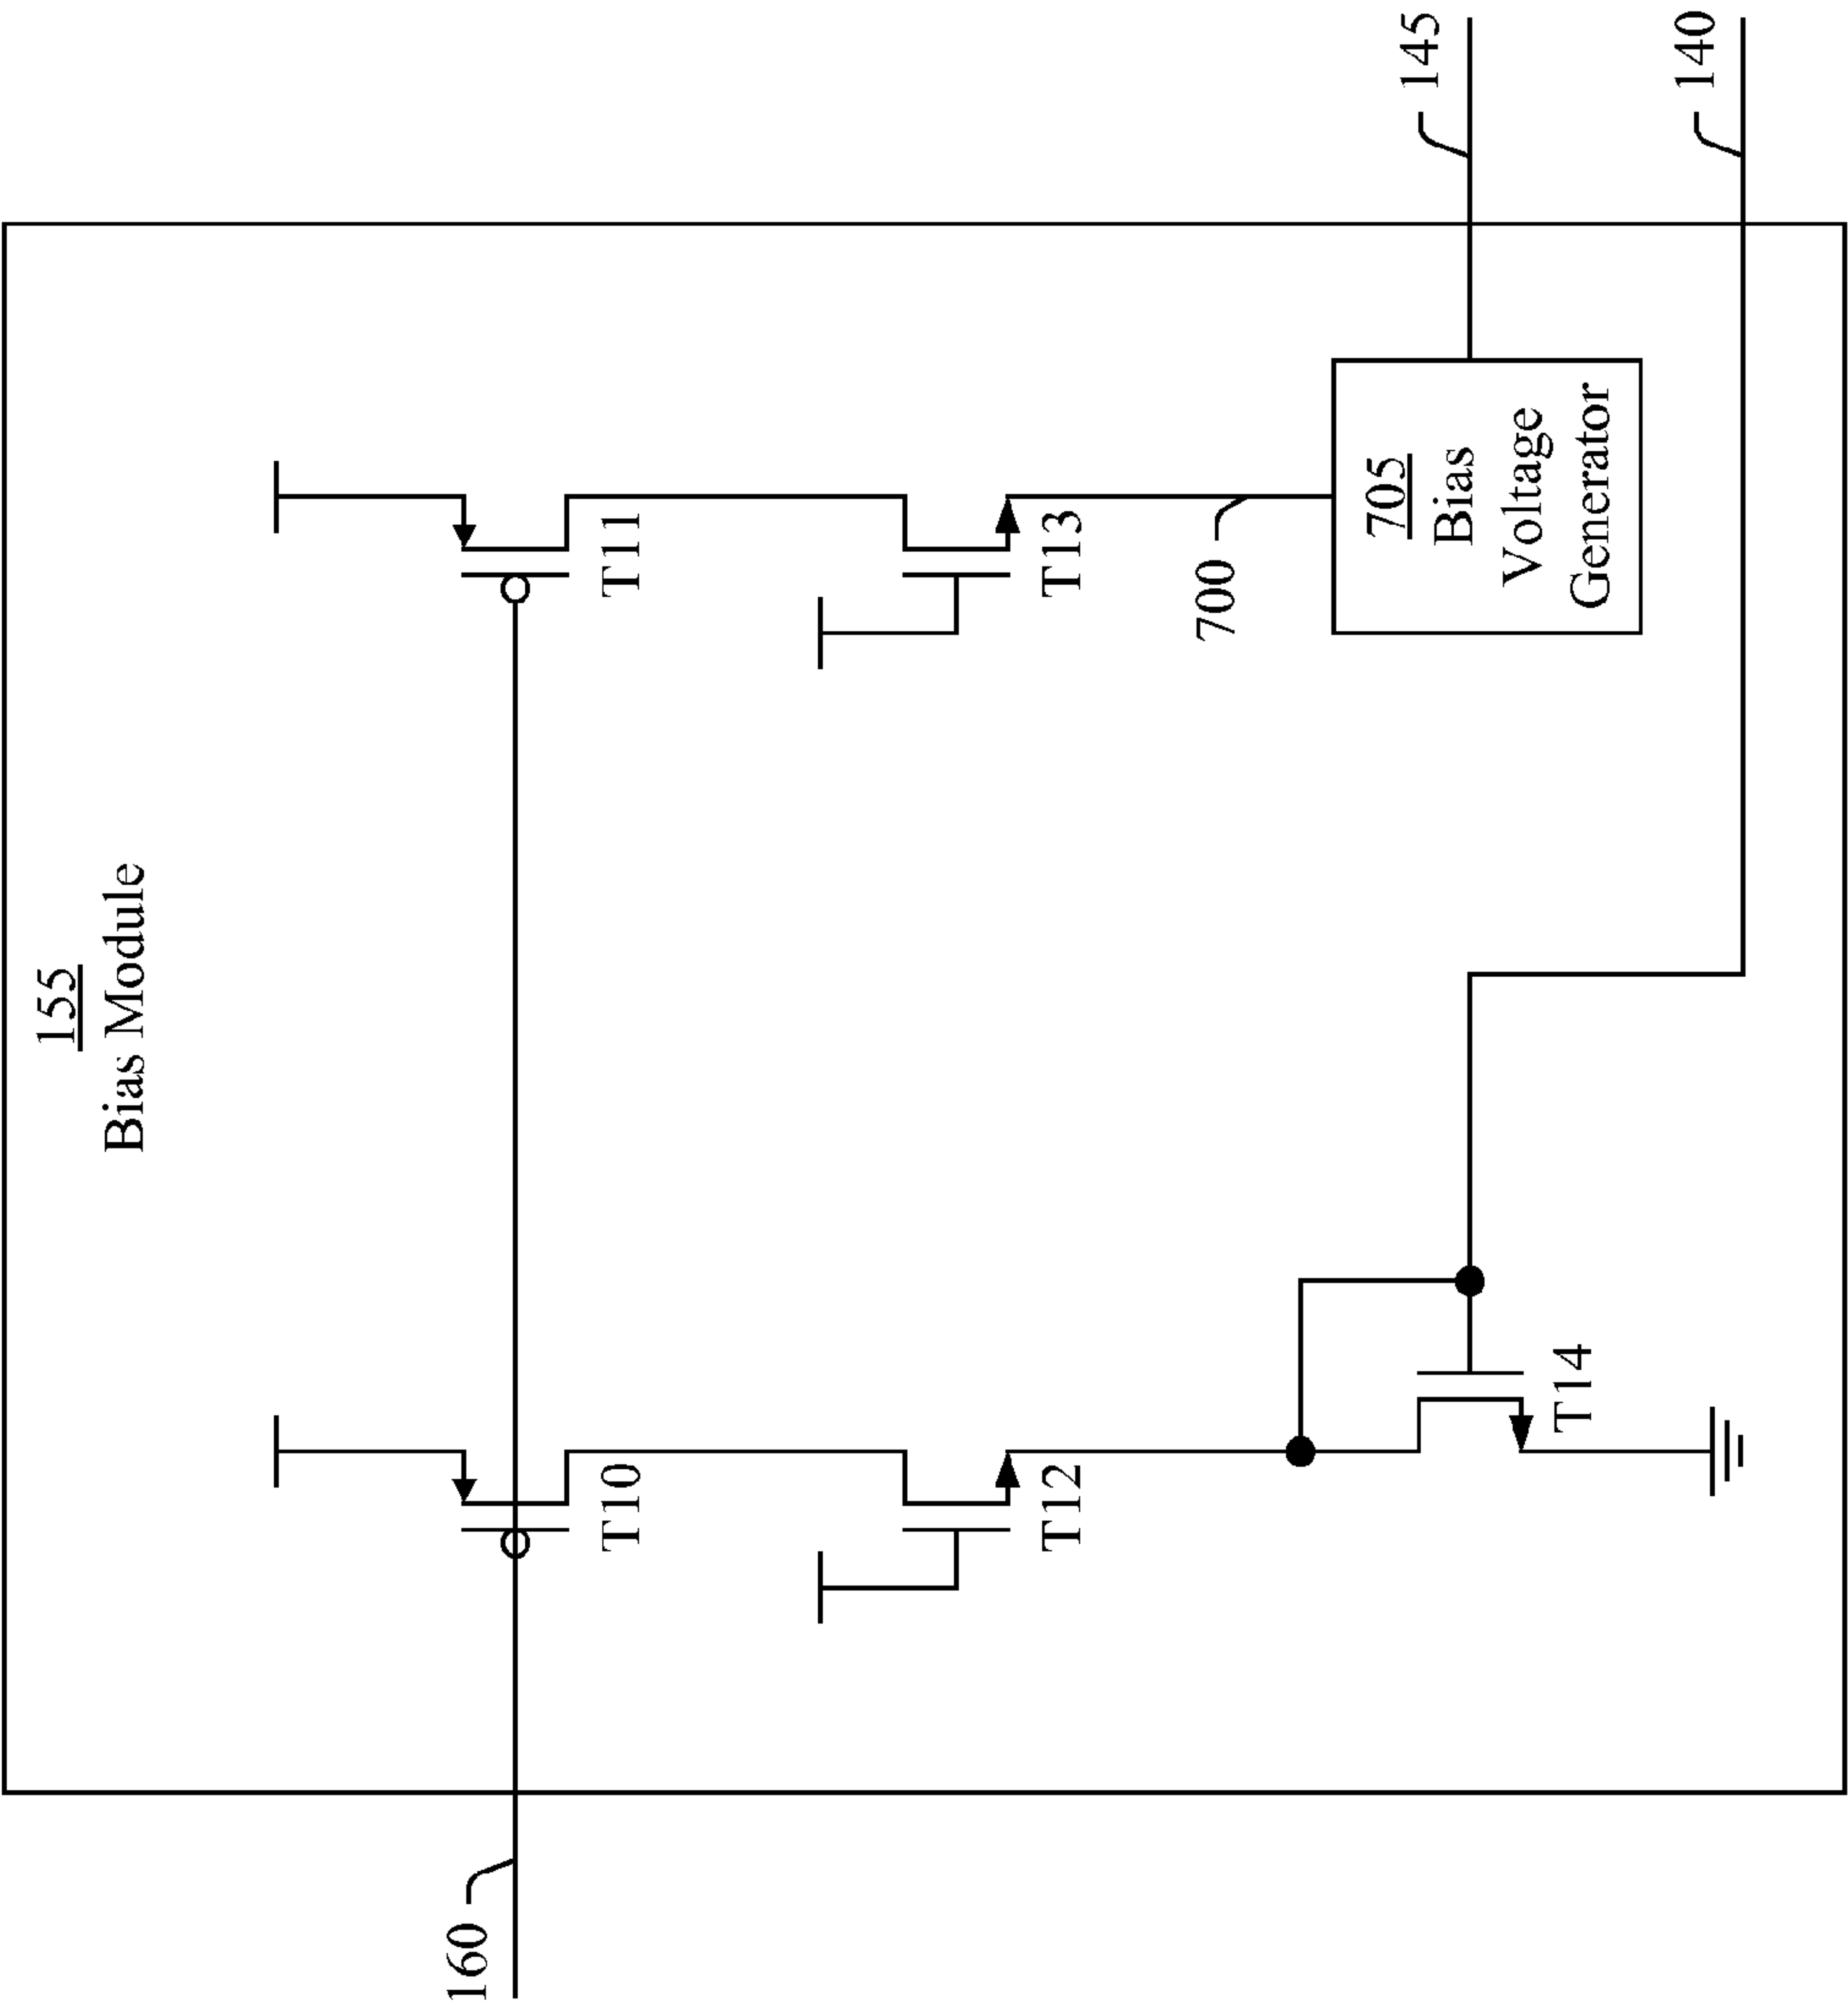 155
Bias Module
160
T10
T11
T12
T13
700
705
Bias
Voltage
Generator
T14
145
140